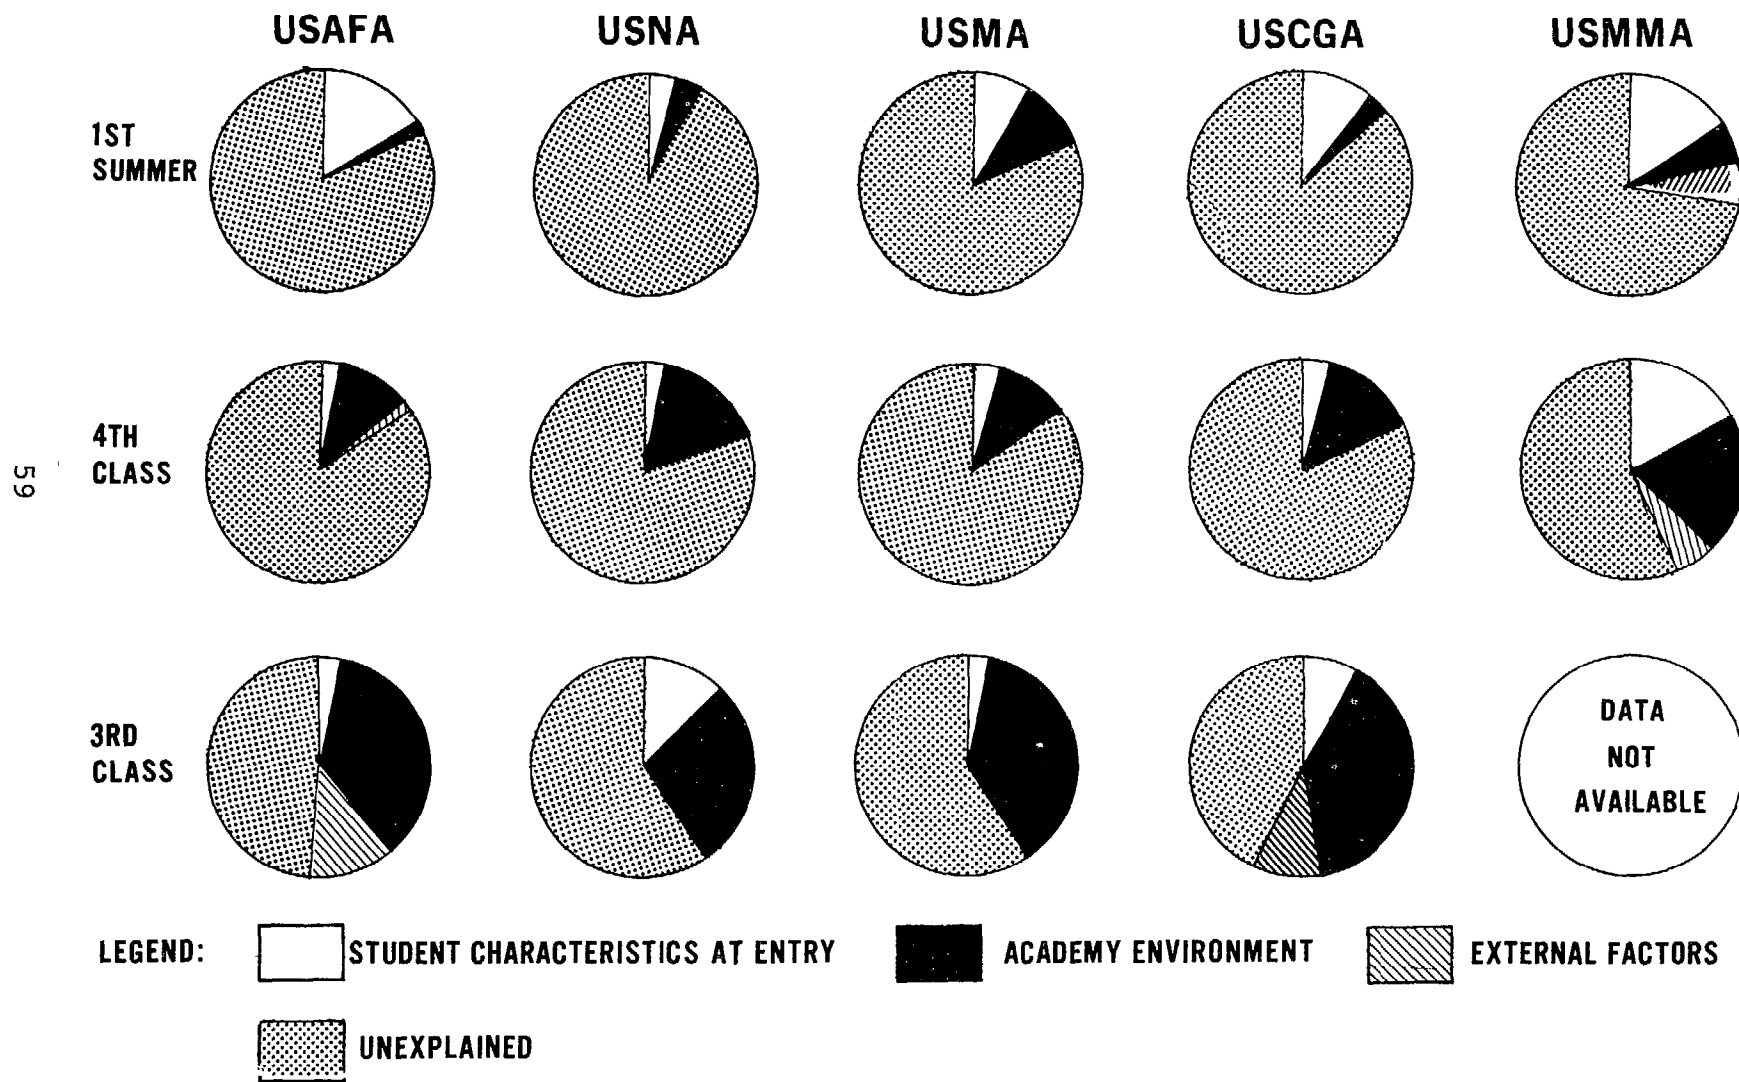 USAFA USNA USMA USCGA USMMA
1ST
SUMMER
4TH
CLASS
59
3RD
CLASS
DATA
NOT
AVAILABLE
LEGEND: STUDENT CHARACTERISTICS AT ENTRY ACADEMY ENVIRONMENT EXTERNAL FACTORS
UNEXPLAINED